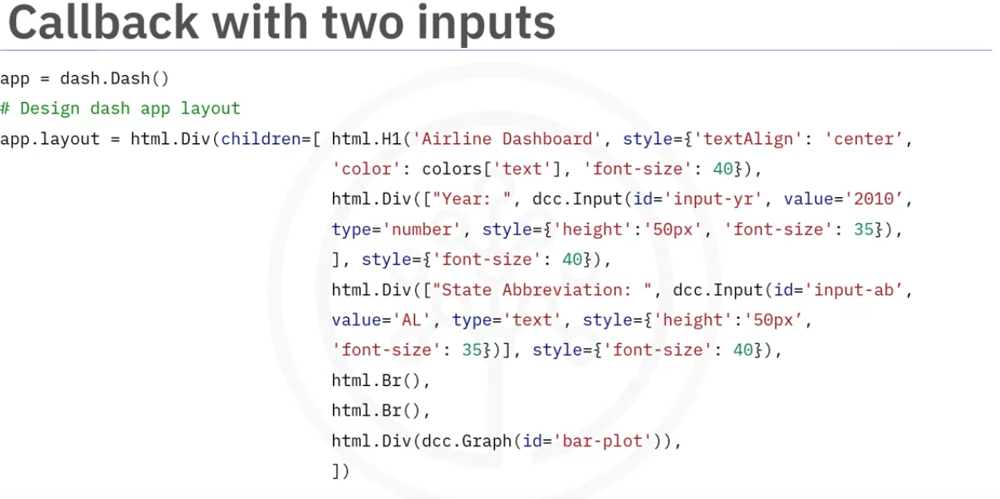 Callback with two inputs
app = dash.Dash()
# Design dash app layout
app.layout = html.Div(children=[ html.H1('Airline Dashboard', style={'textAlign': 'center’,
'color': colors['text'], 'font-size': 40}),
html.Div(["Year: ", dcc.Input(id='input-yr', value='2010’,
type='number', style={'height':'50px', 'font-size': 35}),
], style={'font-size': 40}),
html.Div(["State Abbreviation: ", dcc.Input(id='input-ab’,
value='AL', type='text', style={'height':'50px’,
'font-size': 35})], style={'font-size': 40}),
html.Br(),
html.Br(),
html.Div(dcc.Graph(id='bar-plot')),
])